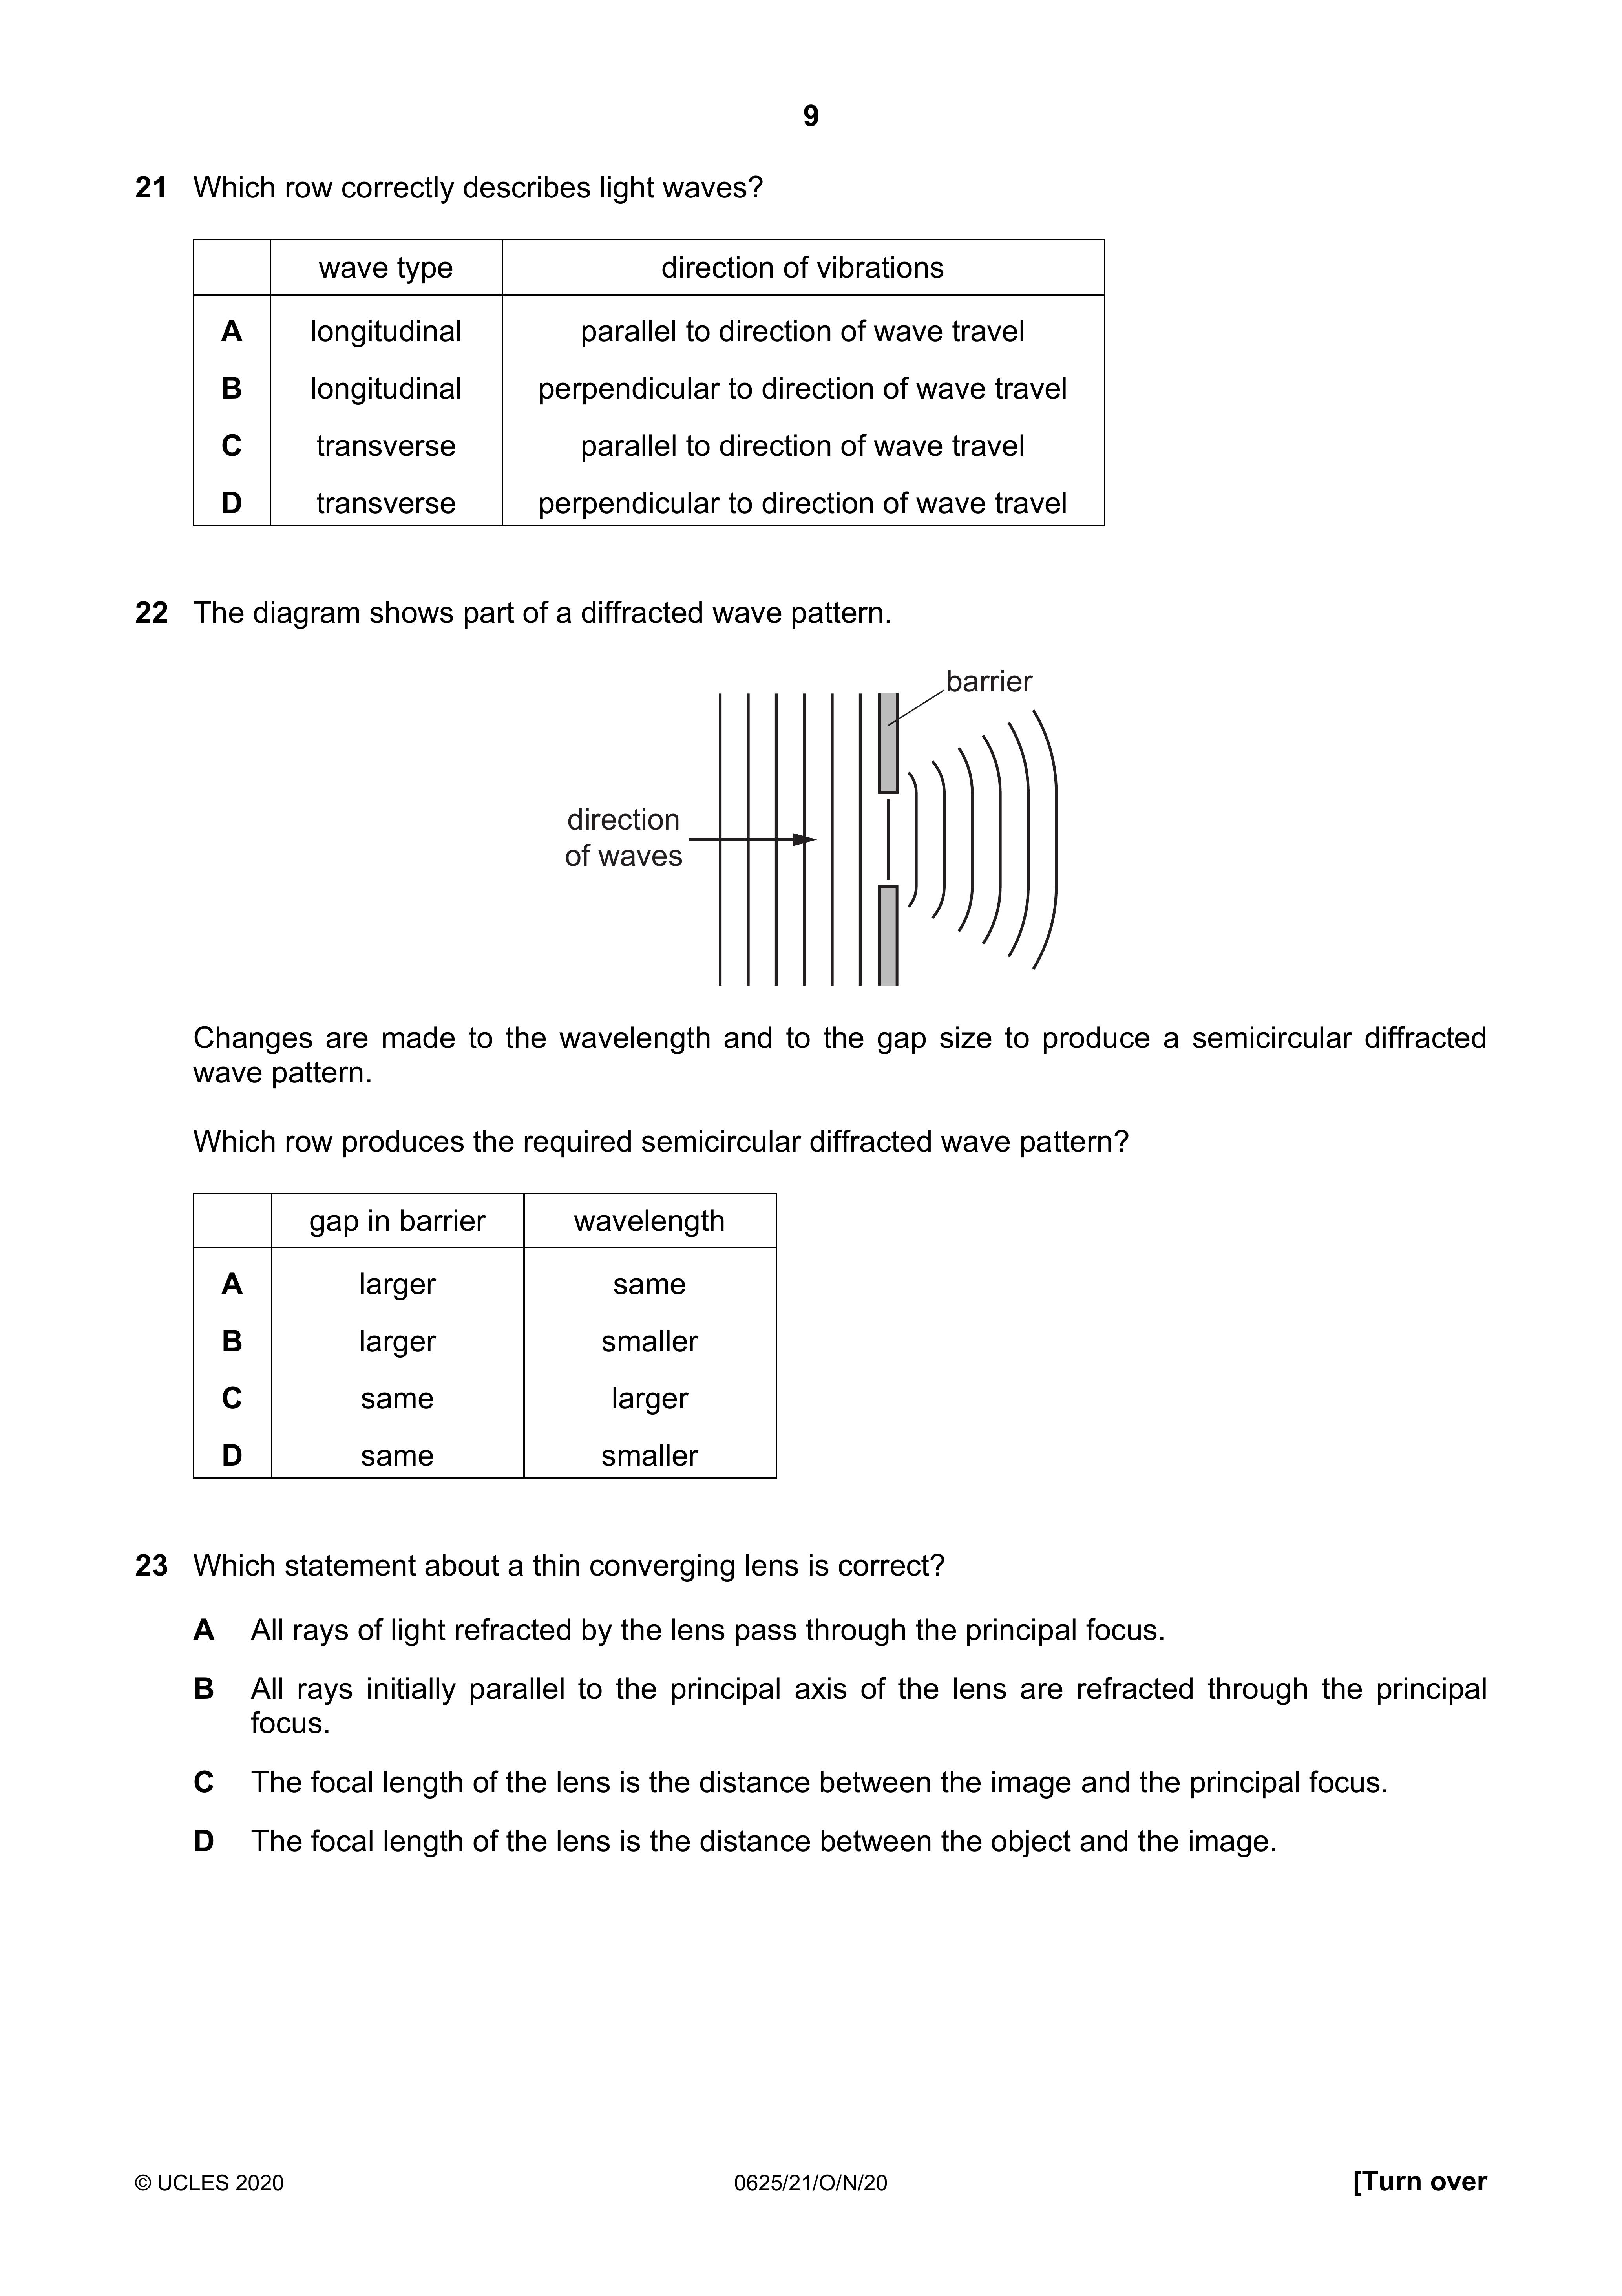 9
21 Which row correctly describes light waves?
wave type direction of vibrations
A longitudinal parallel to direction of wave travel
B longitudinal perpendicular to direction of wave travel
C transverse parallel to direction of wave travel
D transverse perpendicular to direction of wave travel
22 The diagram shows part of a diffracted wave pattern.
barrier
direction
of waves
Changes are made to the wavelength and to the gap size to produce a semicircular diffracted
wave pattern.
Which row produces the required semicircular diffracted wave pattern?
gap in barrier wavelength
A larger same
B larger smaller
C same larger
D same smaller
23 Which statement about a thin converging lens is correct?
A All rays of light refracted by the lens pass through the principal focus.
B All rays initially parallel to the principal axis of the lens are refracted through the principal
focus.
C The focal length of the lens is the distance between the image and the principal focus.
D The focal length of the lens is the distance between the object and the image.
© UCLES 2020 0625/21/O/N/20 [Turn over